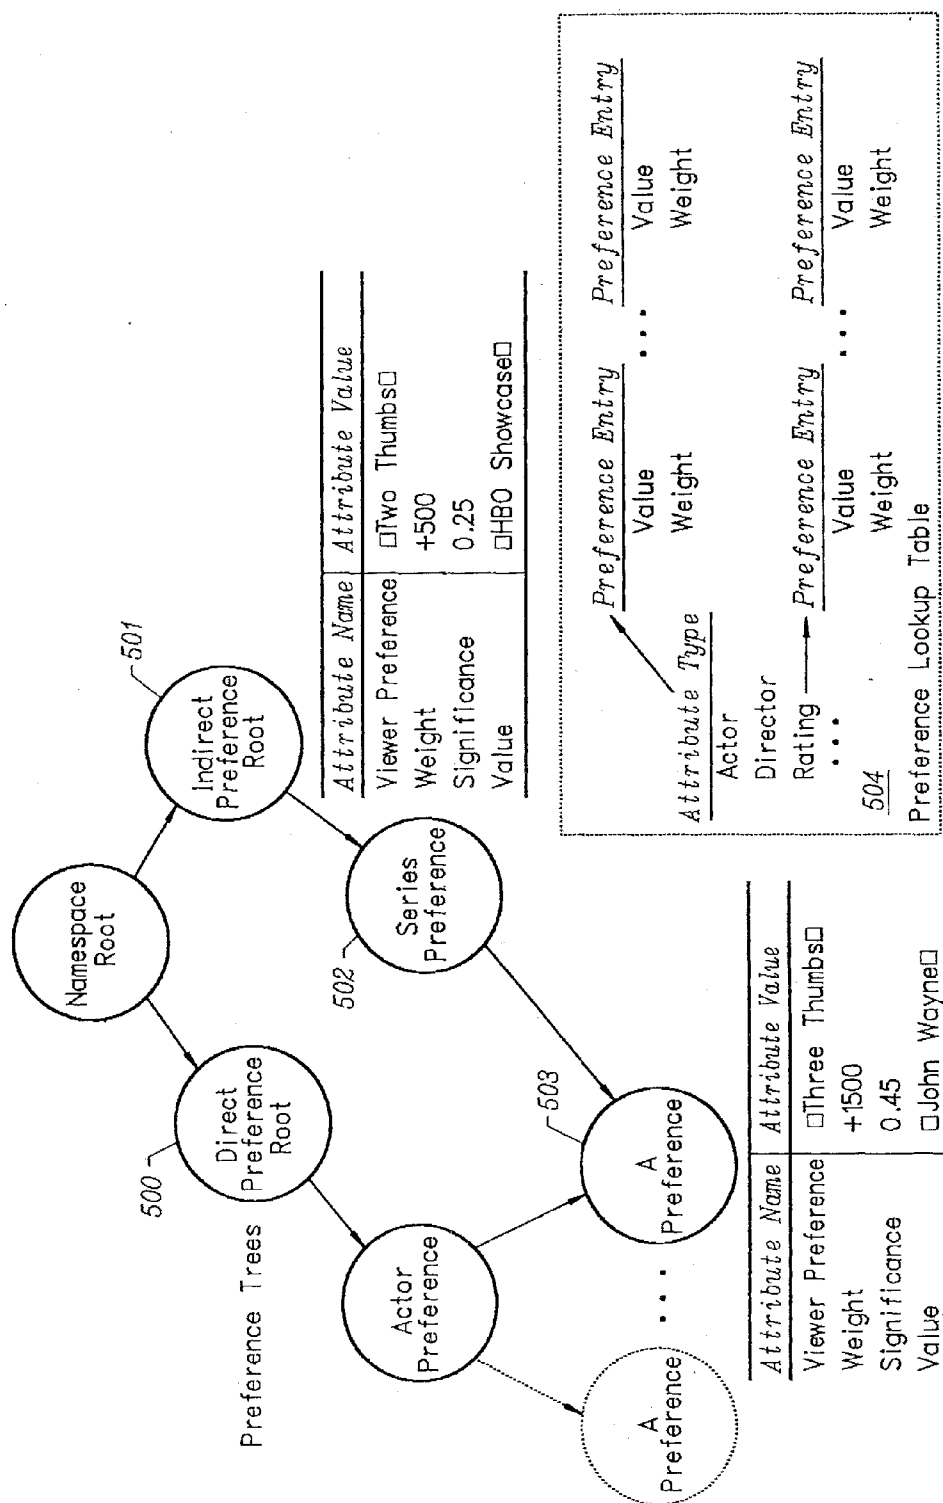 Preference Trees
Namespace
Root
500
Direct
Preference
Root
501
Indirect
Preference
Root
Actor
Preference
502
Series
Preference
A
Preference
...
503
A
Preference
Attribute Name Attribute Value
Viewer Preference □Two Thumbs□
Weight +500
Significance 0.25
Value □HBO Showcase□
Attribute Name Attribute Value
Viewer Preference □Three Thumbs□
Weight +1500
Significance 0.45
Value □John Wayne□
Attribute Type
Actor
Director
Rating
...
Preference Entry ... Preference Entry
Value Value
Weight Weight
Preference Entry ... Preference Entry
Value Value
Weight Weight
504
Preference Lookup Table